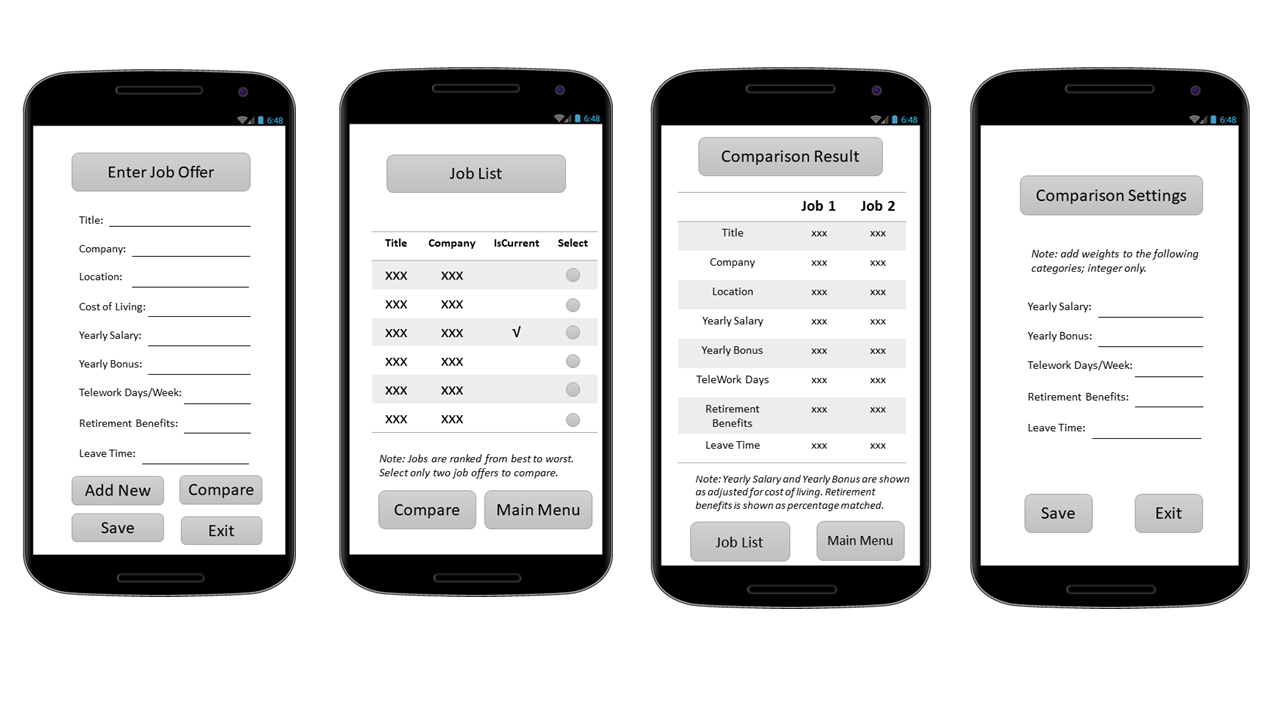 6:48
Enter Job Offer
Title:
Company:
Location:
Cost of Living:
Yearly Salary:
Yearly Bonus:
Telework Days/Week:
Retirement Benefits:
Leave Time:
Add New
Compare
Save
Exit
6:48
Job List
Title Company IsCurrent Select
XXX XXX
XXX XXX
XXX XXX √
XXX XXX
XXX XXX
XXX XXX
Note: Jobs are ranked from best to worst.
Select only two job offers to compare.
Compare
Main Menu
6:48
Comparison Result
Job 1 Job 2
Title xxx xxx
Company xxx xxx
Location xxx xxx
Yearly Salary xxx xxx
Yearly Bonus xxx xxx
TeleWork Days xxx xxx
Retirement xxx xxx
Benefits
Leave Time xxx xxx
Note: Yearly Salary and Yearly Bonus are shown
as adjusted for cost of living. Retirement
benefits is shown as percentage matched.
Job List
Main Menu
6:48
Comparison Settings
Note: add weights to the following
categories; integer only.
Yearly Salary:
Yearly Bonus:
Telework Days/Week:
Retirement Benefits:
Leave Time:
Save
Exit